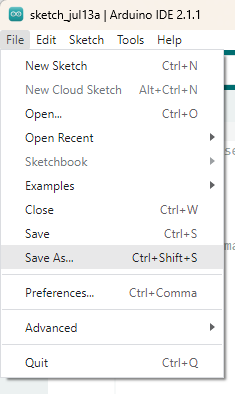 sketch_jul13a | Arduino IDE 2.1.1
File Edit Sketch Tools Help
New Sketch Ctrl+N
New Cloud Sketch Alt+Ctrl+N
Open... Ctrl+O
Open Recent
Sketchbook
Examples
Close Ctrl+W
Save Ctrl+S
Save As... Ctrl+Shift+S
Preferences... Ctrl+Comma
Advanced
Quit Ctrl+Q